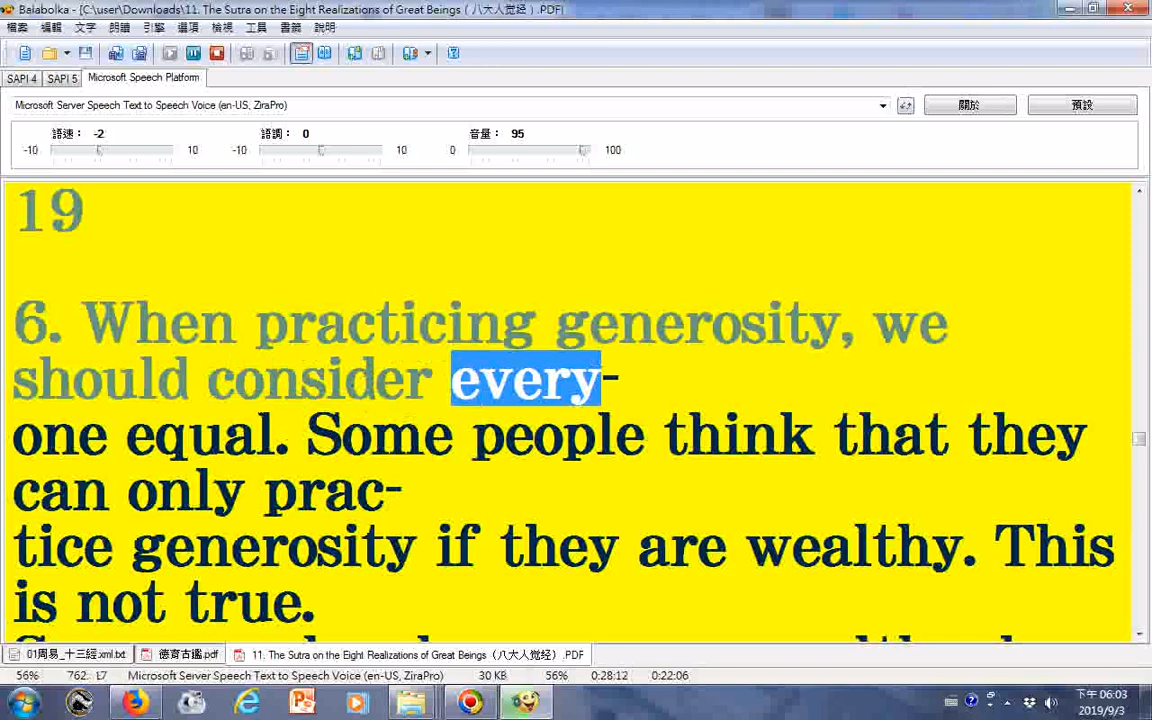 Balabolka - [C:\user\Downloads\11. The Sutra on the Eight Realizations of Great Beings（八大人觉经）.PDF]
檔案 編輯 文字 朗讀 引擎 選項 檢視 工具 書籤 說明
SAPI 4 SAPI 5 Microsoft Speech Platform
Microsoft Server Speech Text to Speech Voice (en-US, ZiraPro) 關於 預設
語速： -2 語調： 0 音量： 95
-10 10 -10 10 0 100
19
6. When practicing generosity, we
should consider every-
one equal. Some people think that they
can only prac-
tice generosity if they are wealthy. This
is not true.
01周易_十三經.xml.txt 德育古鑑.pdf 11. The Sutra on the Eight Realizations of Great Beings（八大人觉经）.PDF
56% 762: 17 Microsoft Server Speech Text to Speech Voice (en-US, ZiraPro) 30 KB 56% 0:28:12 0:22:06
下午 06:03
2019/9/3